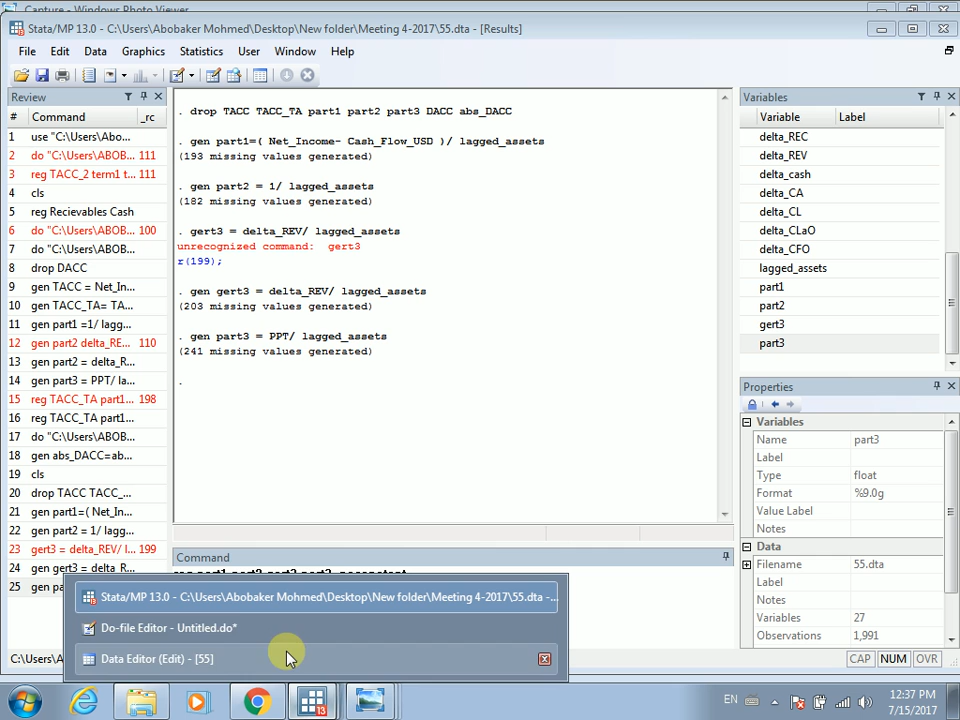 Capture - Windows Photo Viewer
Stata/MP 13.0 - C:\Users\Abobaker Mohmed\Desktop\New folder\Meeting 4-2017\55.dta - [Results]
File Edit Data Graphics Statistics User Window Help
Review
# Command _rc
1 use "C:\Users\Abo...
2 do "C:\Users\ABOB... 111
3 reg TACC_2 term1 t... 111
4 cls
5 reg Recievables Cash
6 do "C:\Users\ABOB... 100
7 do "C:\Users\ABOB...
8 drop DACC
9 gen TACC = Net_In...
10 gen TACC_TA= TA...
11 gen part1 =1/ lagg...
12 gen part2 delta_RE... 110
13 gen part2 = delta_R...
14 gen part3 = PPT/ la...
15 reg TACC_TA part1... 198
16 reg TACC_TA part1...
17 do "C:\Users\ABOB...
18 gen abs_DACC=ab...
19 cls
20 drop TACC TACC_...
21 gen part1=( Net_In...
22 gen part2 = 1/ lagg...
23 gert3 = delta_REV/ l... 199
24 gen gert3 = delta_R...
25 gen pa
. drop TACC TACC_TA part1 part2 part3 DACC abs_DACC
. gen part1=( Net_Income- Cash_Flow_USD )/ lagged_assets
(193 missing values generated)
. gen part2 = 1/ lagged_assets
(182 missing values generated)
. gert3 = delta_REV/ lagged_assets
unrecognized command:  gert3
r(199);
. gen gert3 = delta_REV/ lagged_assets
(203 missing values generated)
. gen part3 = PPT/ lagged_assets
(241 missing values generated)
.
Command
Variables
Variable Label
delta_REC
delta_REV
delta_cash
delta_CA
delta_CL
delta_CLaO
delta_CFO
lagged_assets
part1
part2
gert3
part3
Properties
Variables
Name part3
Label
Type float
Format %9.0g
Value Label
Notes
Data
Filename 55.dta
Label
Notes
Variables 27
Observations 1,991
Stata/MP 13.0 - C:\Users\Abobaker Mohmed\Desktop\New folder\Meeting 4-2017\55.dta -...
Do-file Editor - Untitled.do*
Data Editor (Edit) - [55]
C:\Users\A
CAP NUM OVR
13
EN
12:37 PM
7/15/2017